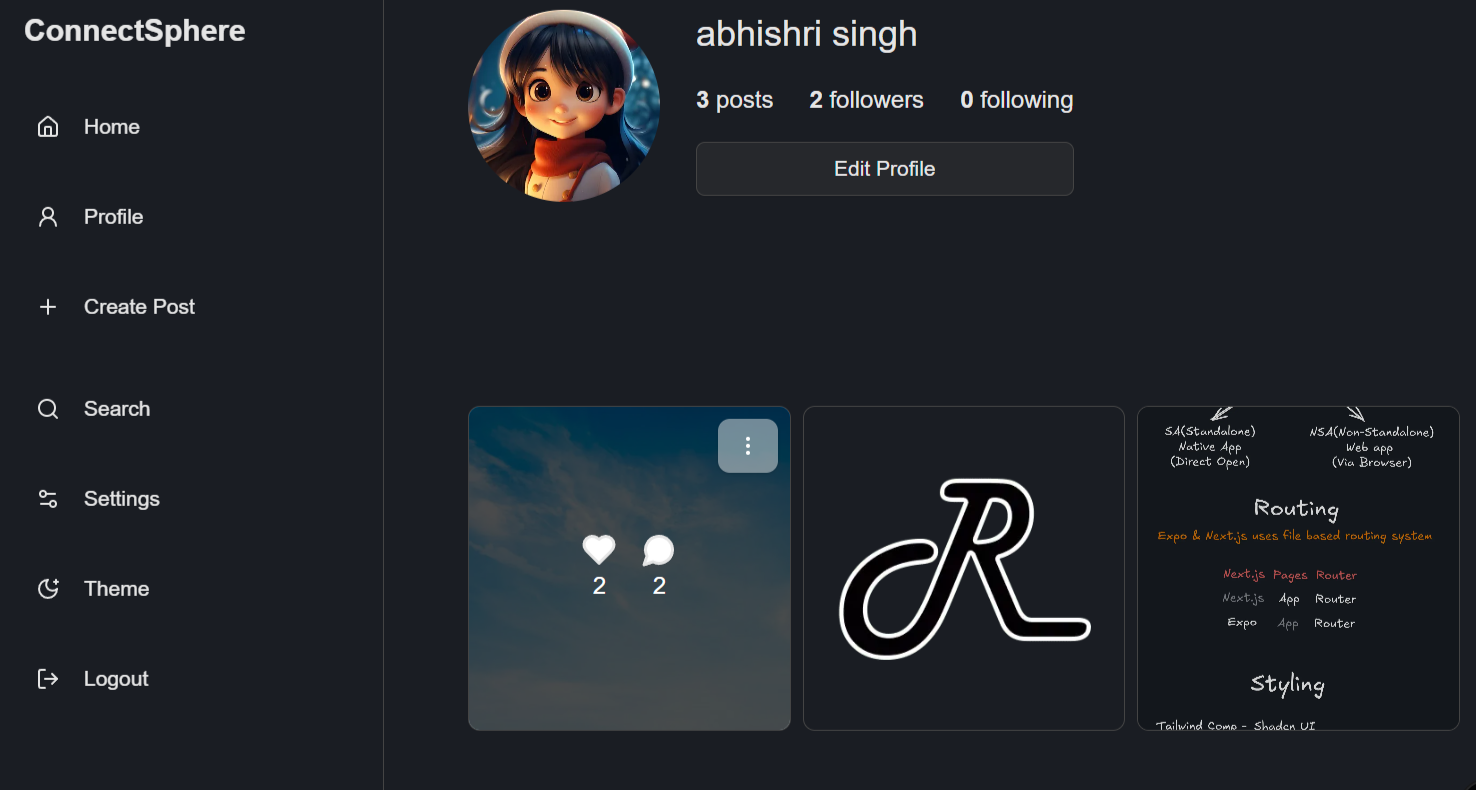 ConnectSphere
Home
Profile
Create Post
Search
Settings
Theme
Logout
abhishri singh
3 posts 2 followers 0 following
Edit Profile
2 2
R
SA(Standalone) NSA(Non-Standalone)
Native App Web app
(Direct Open) (Via Browser)
Routing
Expo & Next.js uses file based routing system
Next.js Pages Router
Next.js App Router
Expo App Router
Styling
Tailwind Comp - Shadcn UI